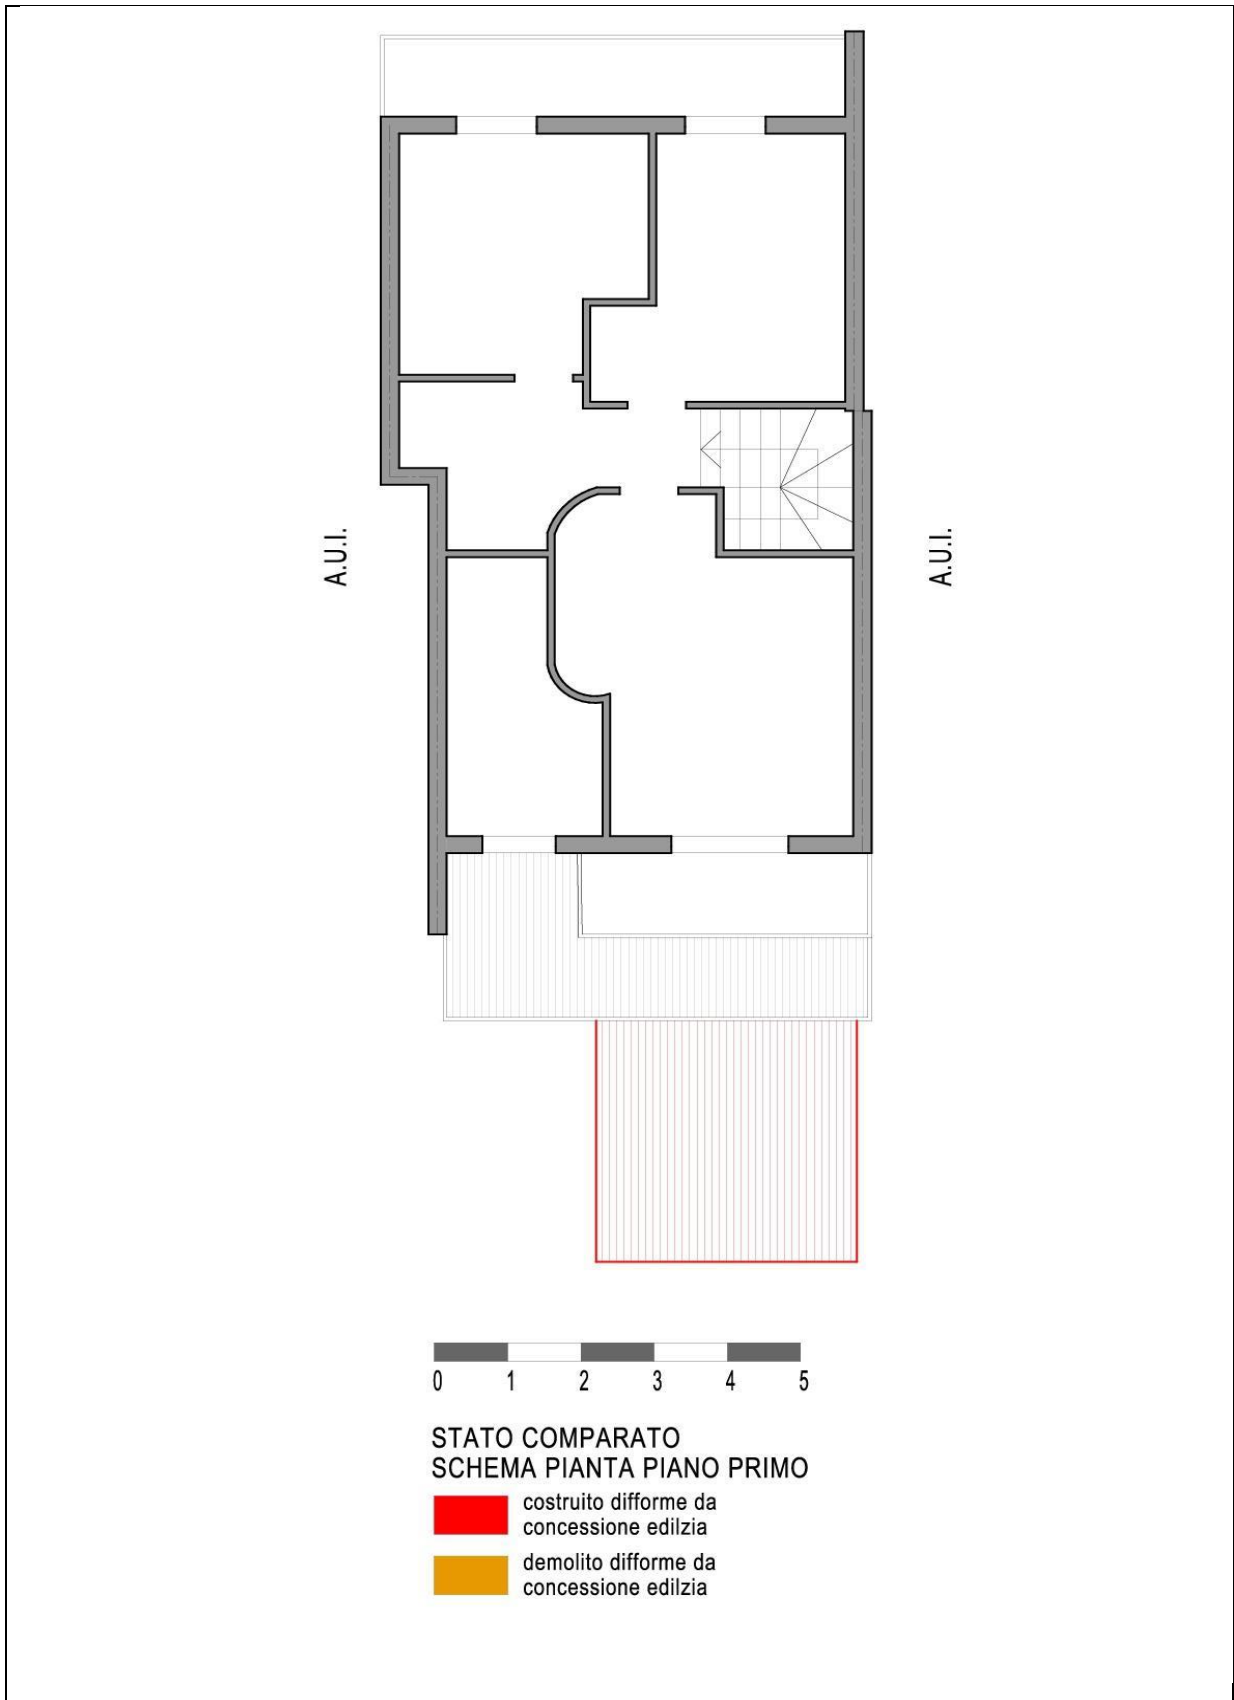 A.U.I.
A.U.I.
0 1 2 3 4 5
STATO COMPARATO
SCHEMA PIANTA PIANO PRIMO
costruito difforme da
concessione edilzia
demolito difforme da
concessione edilzia